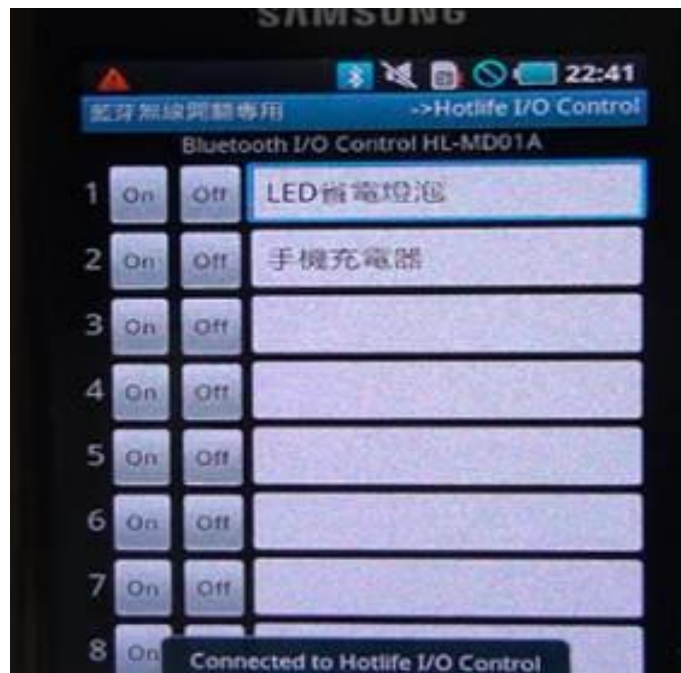 SAMSUNG
22:41
藍芽無線開關專用 ->Hotlife I/O Control
Bluetooth I/O Control HL-MD01A
1 On Off LED省電燈泡
2 On Off 手機充電器
3 On Off
4 On Off
5 On Off
6 On Off
7 On Off
8 On
Connected to Hotlife I/O Control